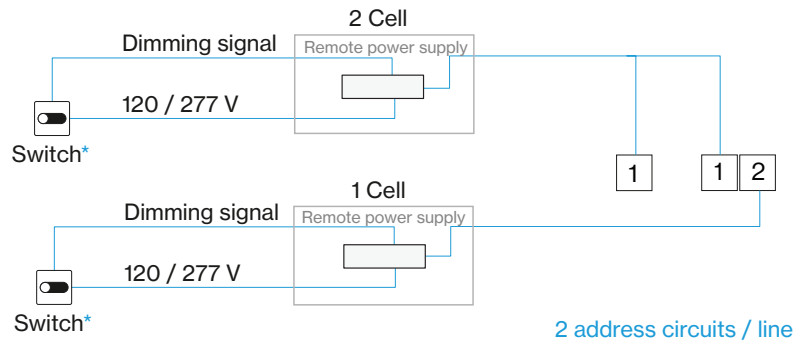 2 Cell
Dimming signal
Remote power supply
120 / 277 V
Switch*
1 1 2
1 Cell
Dimming signal
Remote power supply
120 / 277 V
Switch*
2 address circuits / line